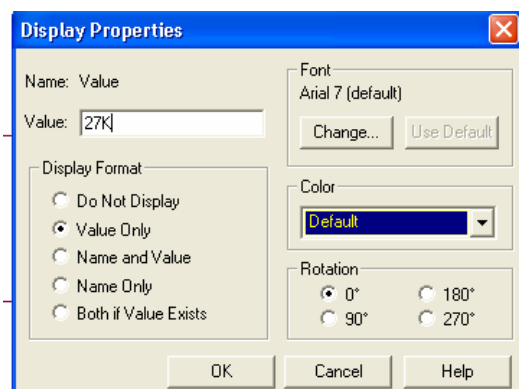 Display Properties
Name: Value
Value: 27K
Display Format
Do Not Display
Value Only
Name and Value
Name Only
Both if Value Exists
Font
Arial 7 (default)
Change...
Use Default
Color
Default
Rotation
0°
180°
90°
270°
OK
Cancel
Help